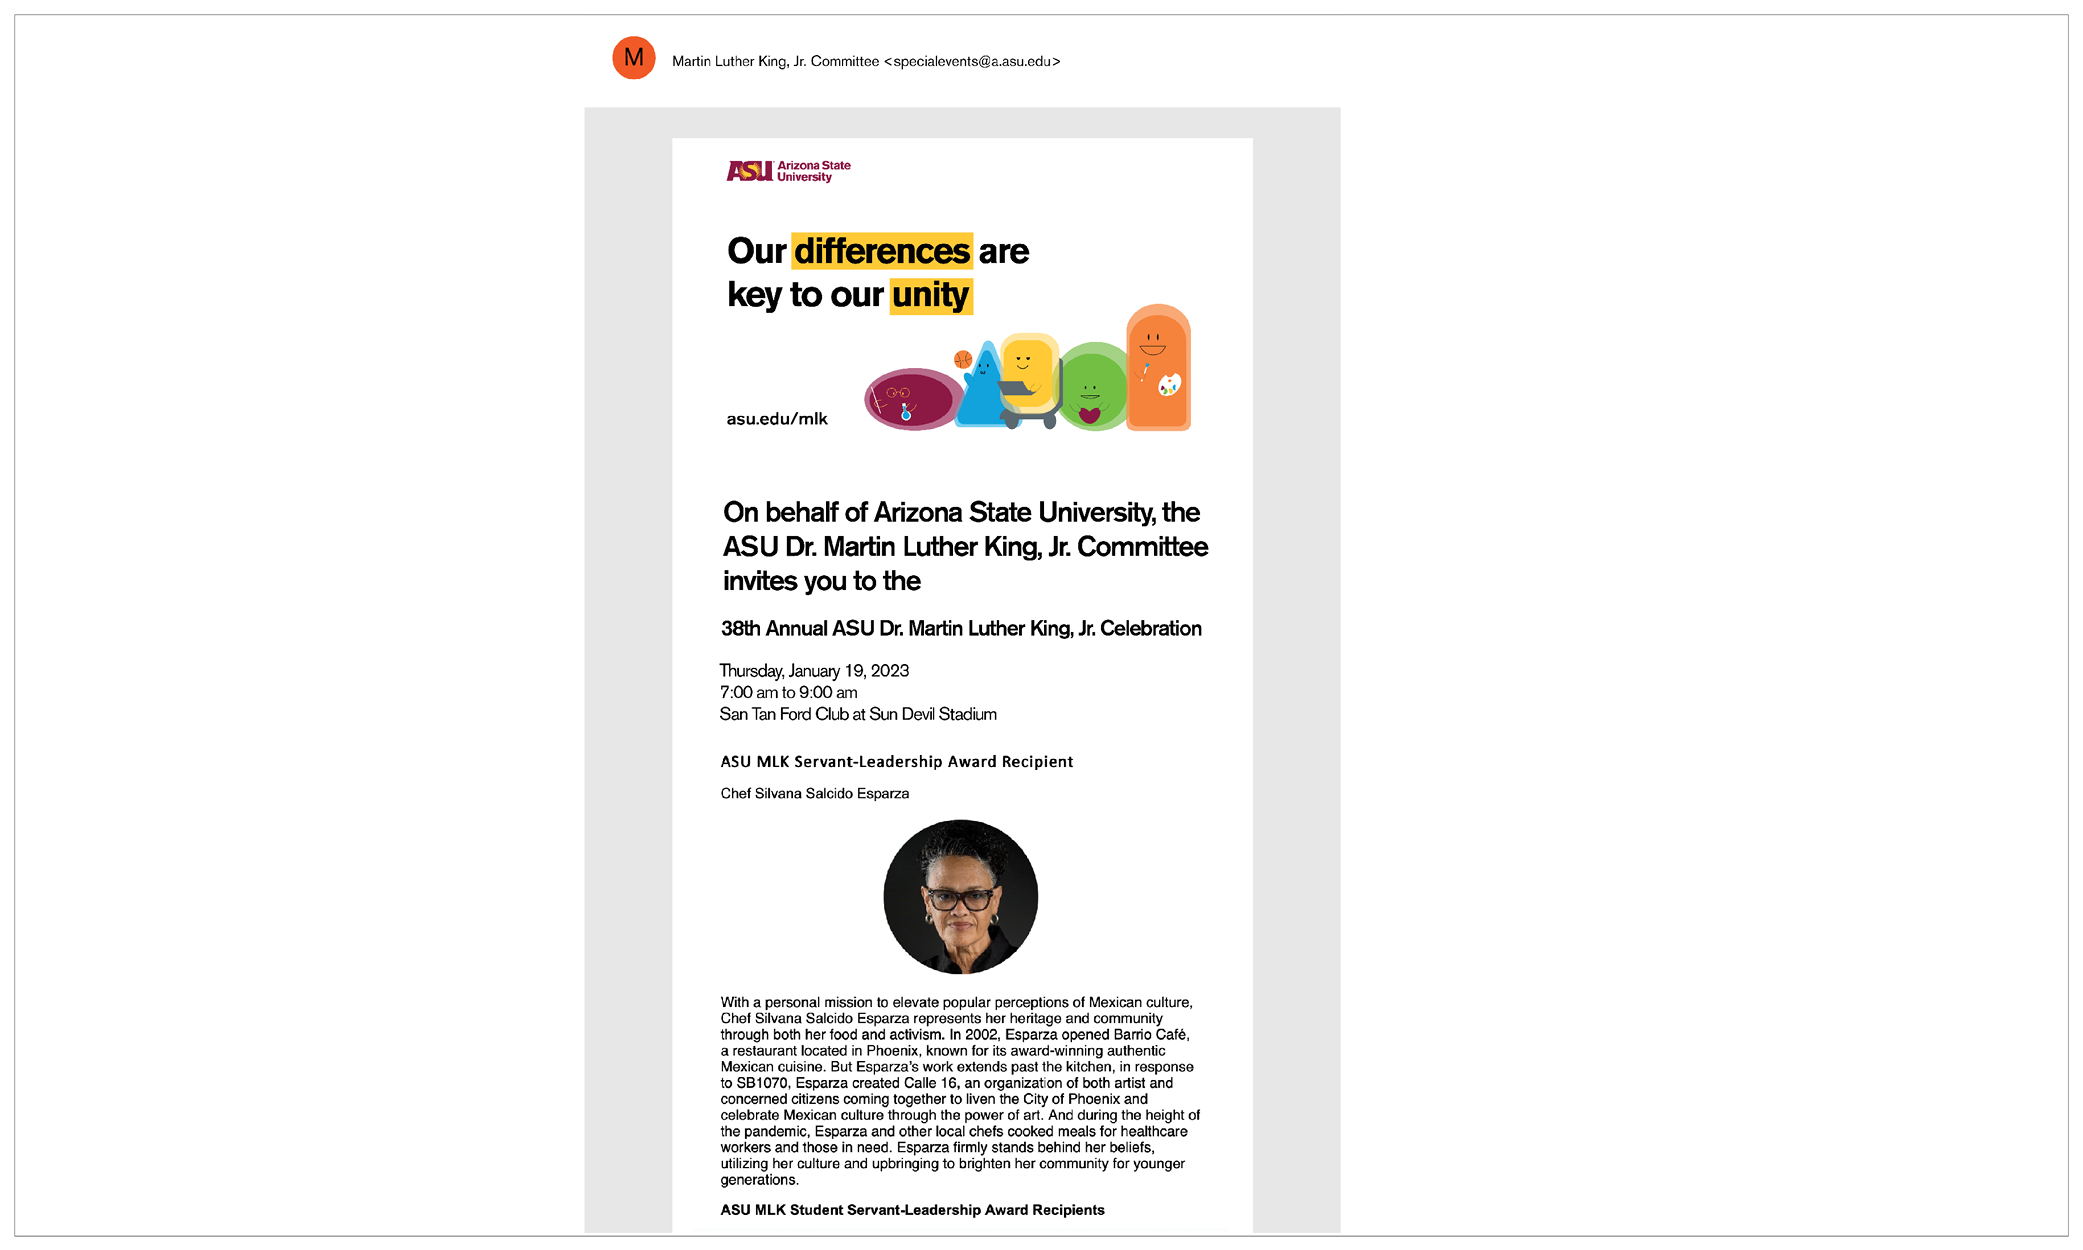 M
Martin Luther King, Jr. Committee <specialevents@a.asu.edu>
ASU Arizona State
University
Our differences are
key to our unity
asu.edu/mlk
On behalf of Arizona State University, the
ASU Dr. Martin Luther King, Jr. Committee
invites you to the
38th Annual ASU Dr. Martin Luther King, Jr. Celebration
Thursday, January 19, 2023
7:00 am to 9:00 am
San Tan Ford Club at Sun Devil Stadium
ASU MLK Servant-Leadership Award Recipient
Chef Silvana Salcido Esparza
With a personal mission to elevate popular perceptions of Mexican culture,
Chef Silvana Salcido Esparza represents her heritage and community
through both her food and activism. In 2002, Esparza opened Barrio Café,
a restaurant located in Phoenix, known for its award-winning authentic
Mexican cuisine. But Esparza's work extends past the kitchen, in response
to SB1070, Esparza created Calle 16, an organization of both artist and
concerned citizens coming together to liven the City of Phoenix and
celebrate Mexican culture through the power of art. And during the height of
the pandemic, Esparza and other local chefs cooked meals for healthcare
workers and those in need. Esparza firmly stands behind her beliefs,
utilizing her culture and upbringing to brighten her community for younger
generations.
ASU MLK Student Servant-Leadership Award Recipients